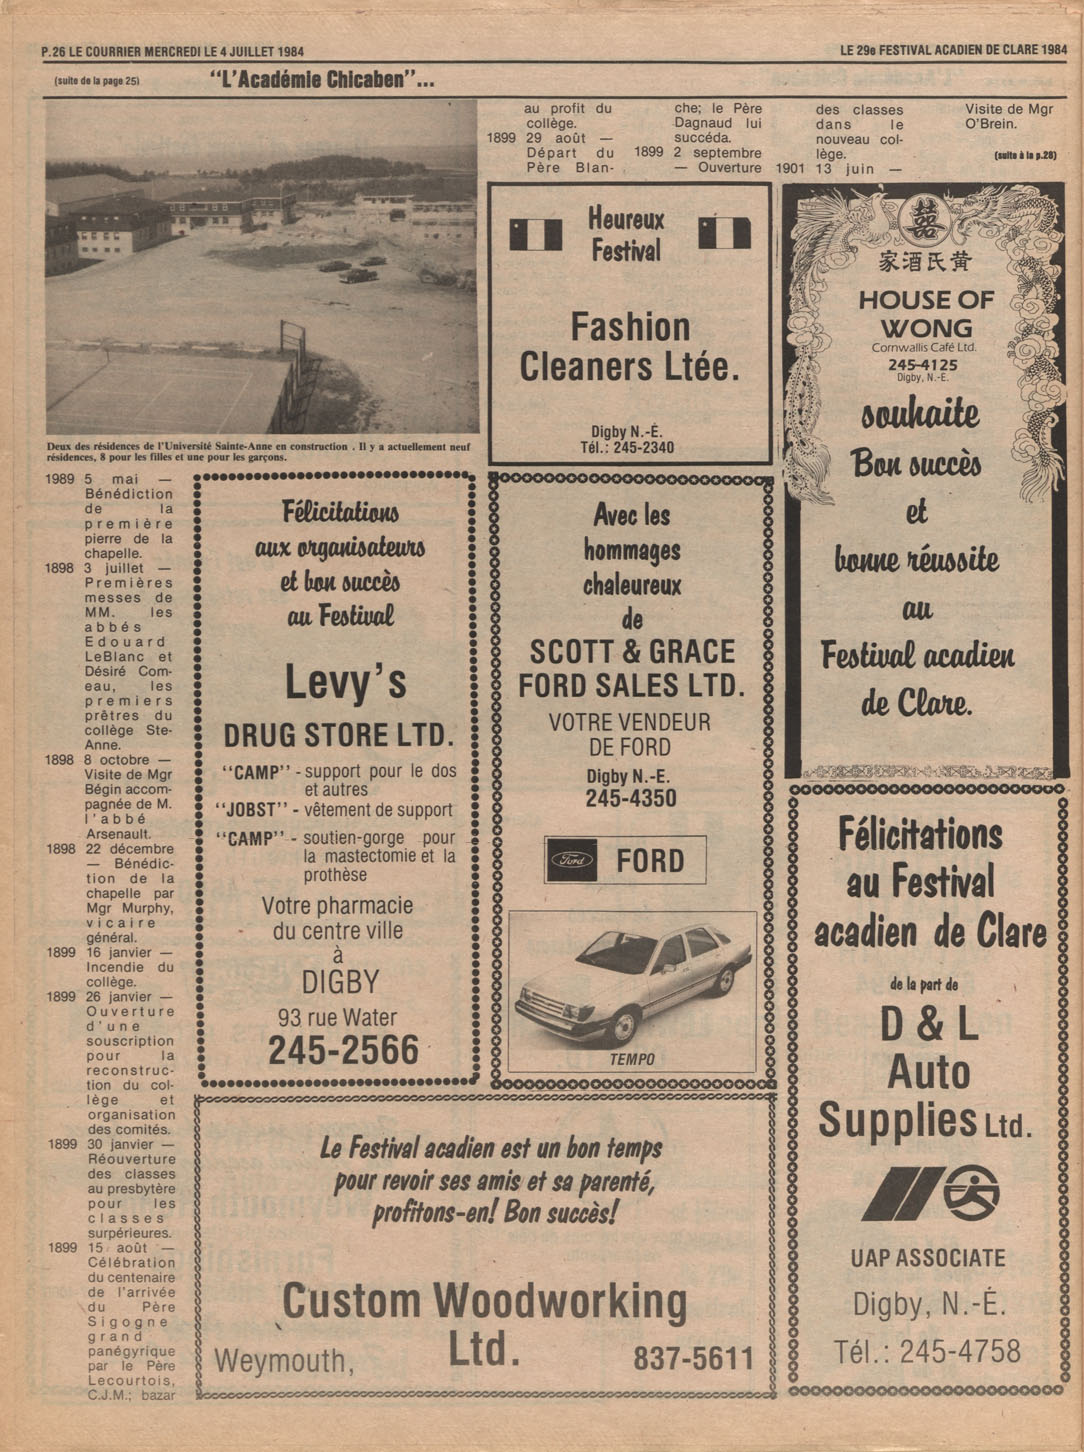 P.26 LE COURRIER MERCREDI LE 4 JUILLET 1984
LE 29e FESTIVAL ACADIEN DE CLARE 1984
(suite de la page 25)
"L'Académie Chicaben"...
Deux des résidences de l'Université Sainte-Anne en construction . Il y a actuellement neuf
résidences, 8 pour les filles et une pour les garçons.
1989 5 mai —
Bénédiction
de la
première
pierre de la
chapelle.
1898 3 juillet —
Premières
messes de
MM. les
abbés
Edouard
LeBlanc et
Désiré Com-
eau, les
premiers
prêtres du
collège Ste-
Anne.
1898 8 octobre —
Visite de Mgr
Bégin accom-
pagnée de M.
l'abbé
Arsenault.
1898 22 décembre
— Bénédic-
tion de la
chapelle par
Mgr Murphy,
vicaire
général.
1899 16 janvier —
Incendie du
collège.
1899 26 janvier —
Ouverture
d'une
souscription
pour la
reconstruc-
tion du col-
lège et
organisation
des comités.
1899 30 janvier —
Réouverture
des classes
au presbytère
pour les
classes
surpérieures.
1899 15 août —
Célébration
du centenaire
de l'arrivée
du Père
Sigogne
grand
panégyrique
par le Père
Lecourtois,
C.J.M.; bazar
au profit du
collège.
1899 29 août —
Départ du
Père Blan-
che; le Père
Dagnaud lui
succéda.
1899 2 septembre
— Ouverture
des classes
dans le
nouveau col-
lège.
1901 13 juin —
Visite de Mgr
O'Brein.
(suite à la p.28)
Heureux
Festival
Fashion
Cleaners Ltée.
Digby N.-É.
Tél.: 245-2340
家酒氏黄
HOUSE OF
WONG
Cornwallis Café Ltd.
245-4125
Digby, N.-E.
souhaite
Bon succès
et
bonne réussite
au
Festival acadien
de Clare.
Félicitations
aux organisateurs
et bon succès
au Festival
Levy's
DRUG STORE LTD.
"CAMP" - support pour le dos
et autres
"JOBST" - vêtement de support
"CAMP" - soutien-gorge pour
la mastectomie et la
prothèse
Votre pharmacie
du centre ville
à
DIGBY
93 rue Water
245-2566
Avec les
hommages
chaleureux
de
SCOTT & GRACE
FORD SALES LTD.
VOTRE VENDEUR
DE FORD
Digby N.-E.
245-4350
Ford FORD
TEMPO
Félicitations
au Festival
acadien de Clare
de la part de
D & L
Auto
Supplies Ltd.
UAP ASSOCIATE
Digby, N.-É.
Tél.: 245-4758
Le Festival acadien est un bon temps
pour revoir ses amis et sa parenté,
profitons-en! Bon succès!
Custom Woodworking
Ltd.
Weymouth,
837-5611